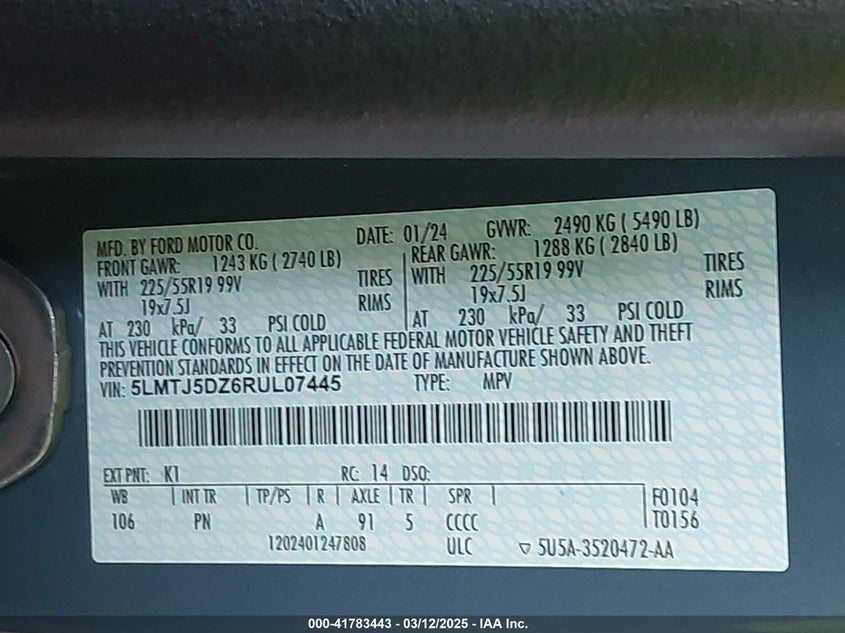 MFD. BY FORD MOTOR CO. DATE: 01/24 GVWR: 2490 KG ( 5490 LB)
FRONT GAWR: 1243 KG ( 2740 LB) REAR GAWR: 1288 KG ( 2840 LB)
WITH 225/55R19 99V TIRES WITH 225/55R19 99V TIRES
19x7.5J RIMS 19x7.5J RIMS
AT 230 kPa/ 33 PSI COLD AT 230 kPa/ 33 PSI COLD
THIS VEHICLE CONFORMS TO ALL APPLICABLE FEDERAL MOTOR VEHICLE SAFETY AND THEFT
PREVENTION STANDARDS IN EFFECT ON THE DATE OF MANUFACTURE SHOWN ABOVE.
VIN: 5LMTJ5DZ6RUL07445 TYPE: MPV
EXT PNT: K1 RC: 14 DSO:
WB INT TR TP/PS R AXLE TR SPR F0104
106 PN A 91 5 CCCC T0156
1202401247808 ULC ▽ 5U5A-3520472-AA
000-41783443 - 03/12/2025 - IAA Inc.